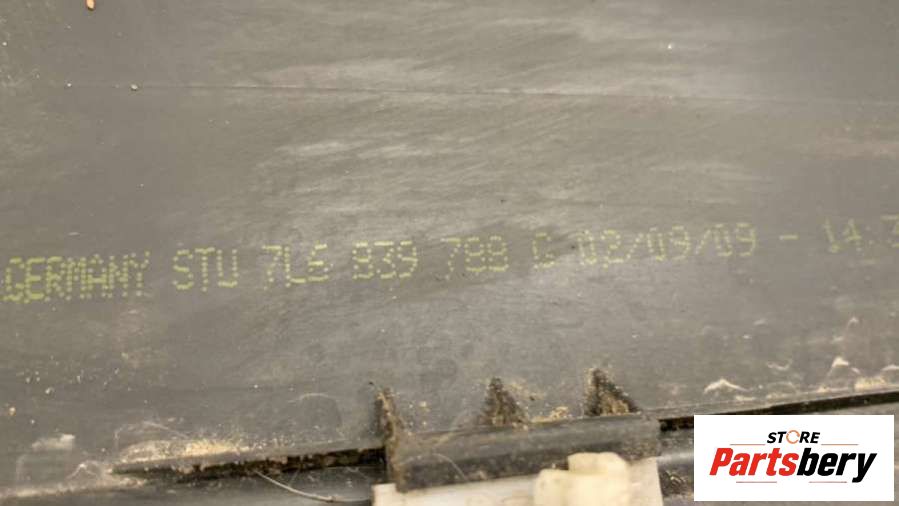 GERMANY STU 7L6 839 788 G 02/09/09 - 14:3
STORE
Partsbery